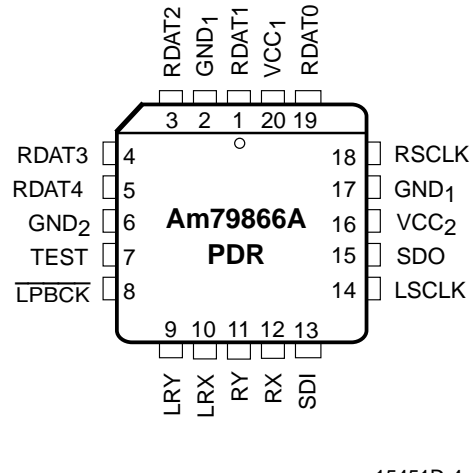 RDAT2 GND1 RDAT1 VCC1 RDAT0
3 2 1 20 19
RDAT3 4 18 RSCLK
RDAT4 5 17 GND1
GND2 6 Am79866A 16 VCC2
TEST 7 PDR 15 SDO
LPBCK 8 14 LSCLK
9 10 11 12 13
LRY LRX RY RX SDI